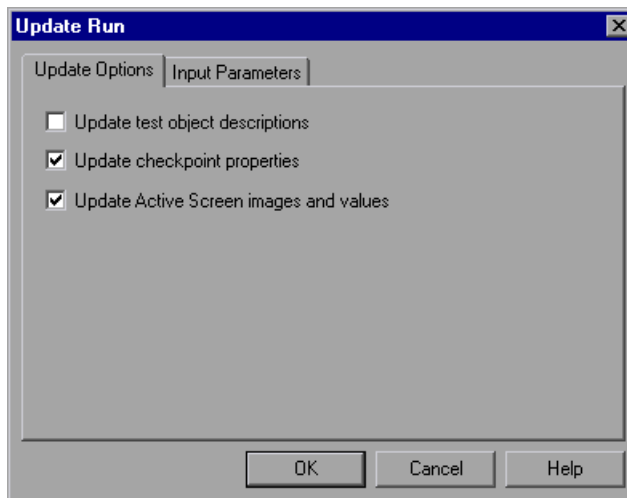 Update Run
Update Options
Input Parameters
Update test object descriptions
Update checkpoint properties
Update Active Screen images and values
OK
Cancel
Help